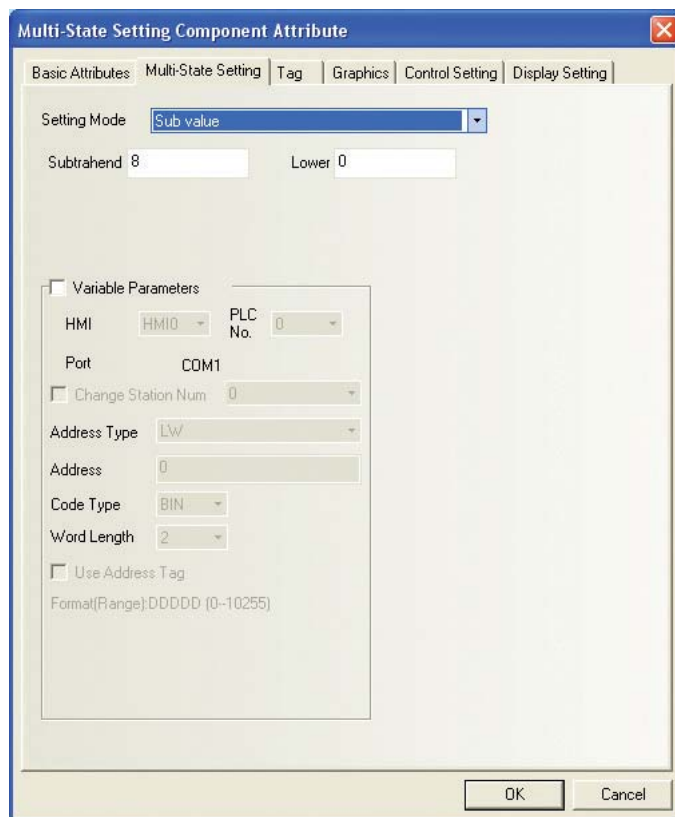 Multi-State Setting Component Attribute
Basic Attributes Multi-State Setting Tag Graphics Control Setting Display Setting
Setting Mode Sub value
Subtrahend 8 Lower 0
Variable Parameters
HMI HMI0 PLC No. 0
Port COM1
Change Station Num 0
Address Type LW
Address 0
Code Type BIN
Word Length 2
Use Address Tag
Format(Range):DDDDD (0~10255)
OK Cancel